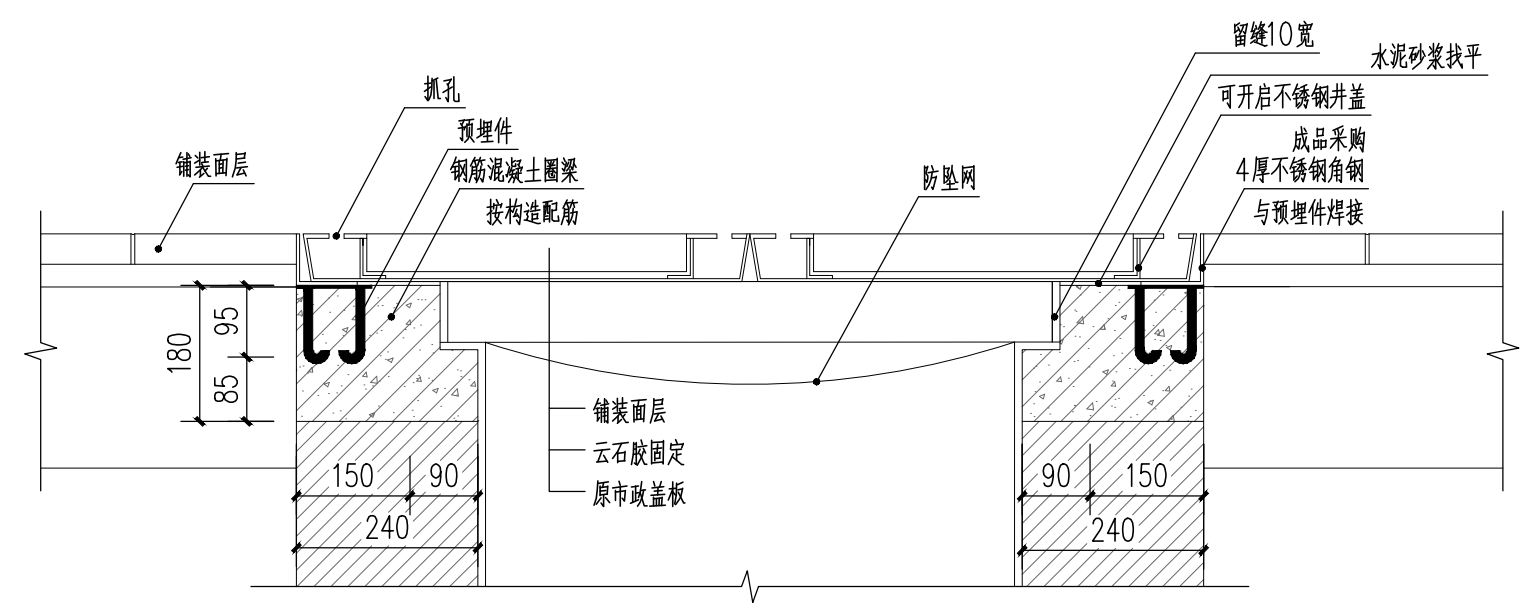 留缝10宽
水泥砂浆找平
抓孔
可开启不锈钢井盖
预埋件
成品采购
铺装面层
钢筋混凝土圈梁
4厚不锈钢角钢
防坠网
按构造配筋
与预埋件焊接
95
180
85
铺装面层
云石胶固定
150
90
90
150
原市政盖板
240
240